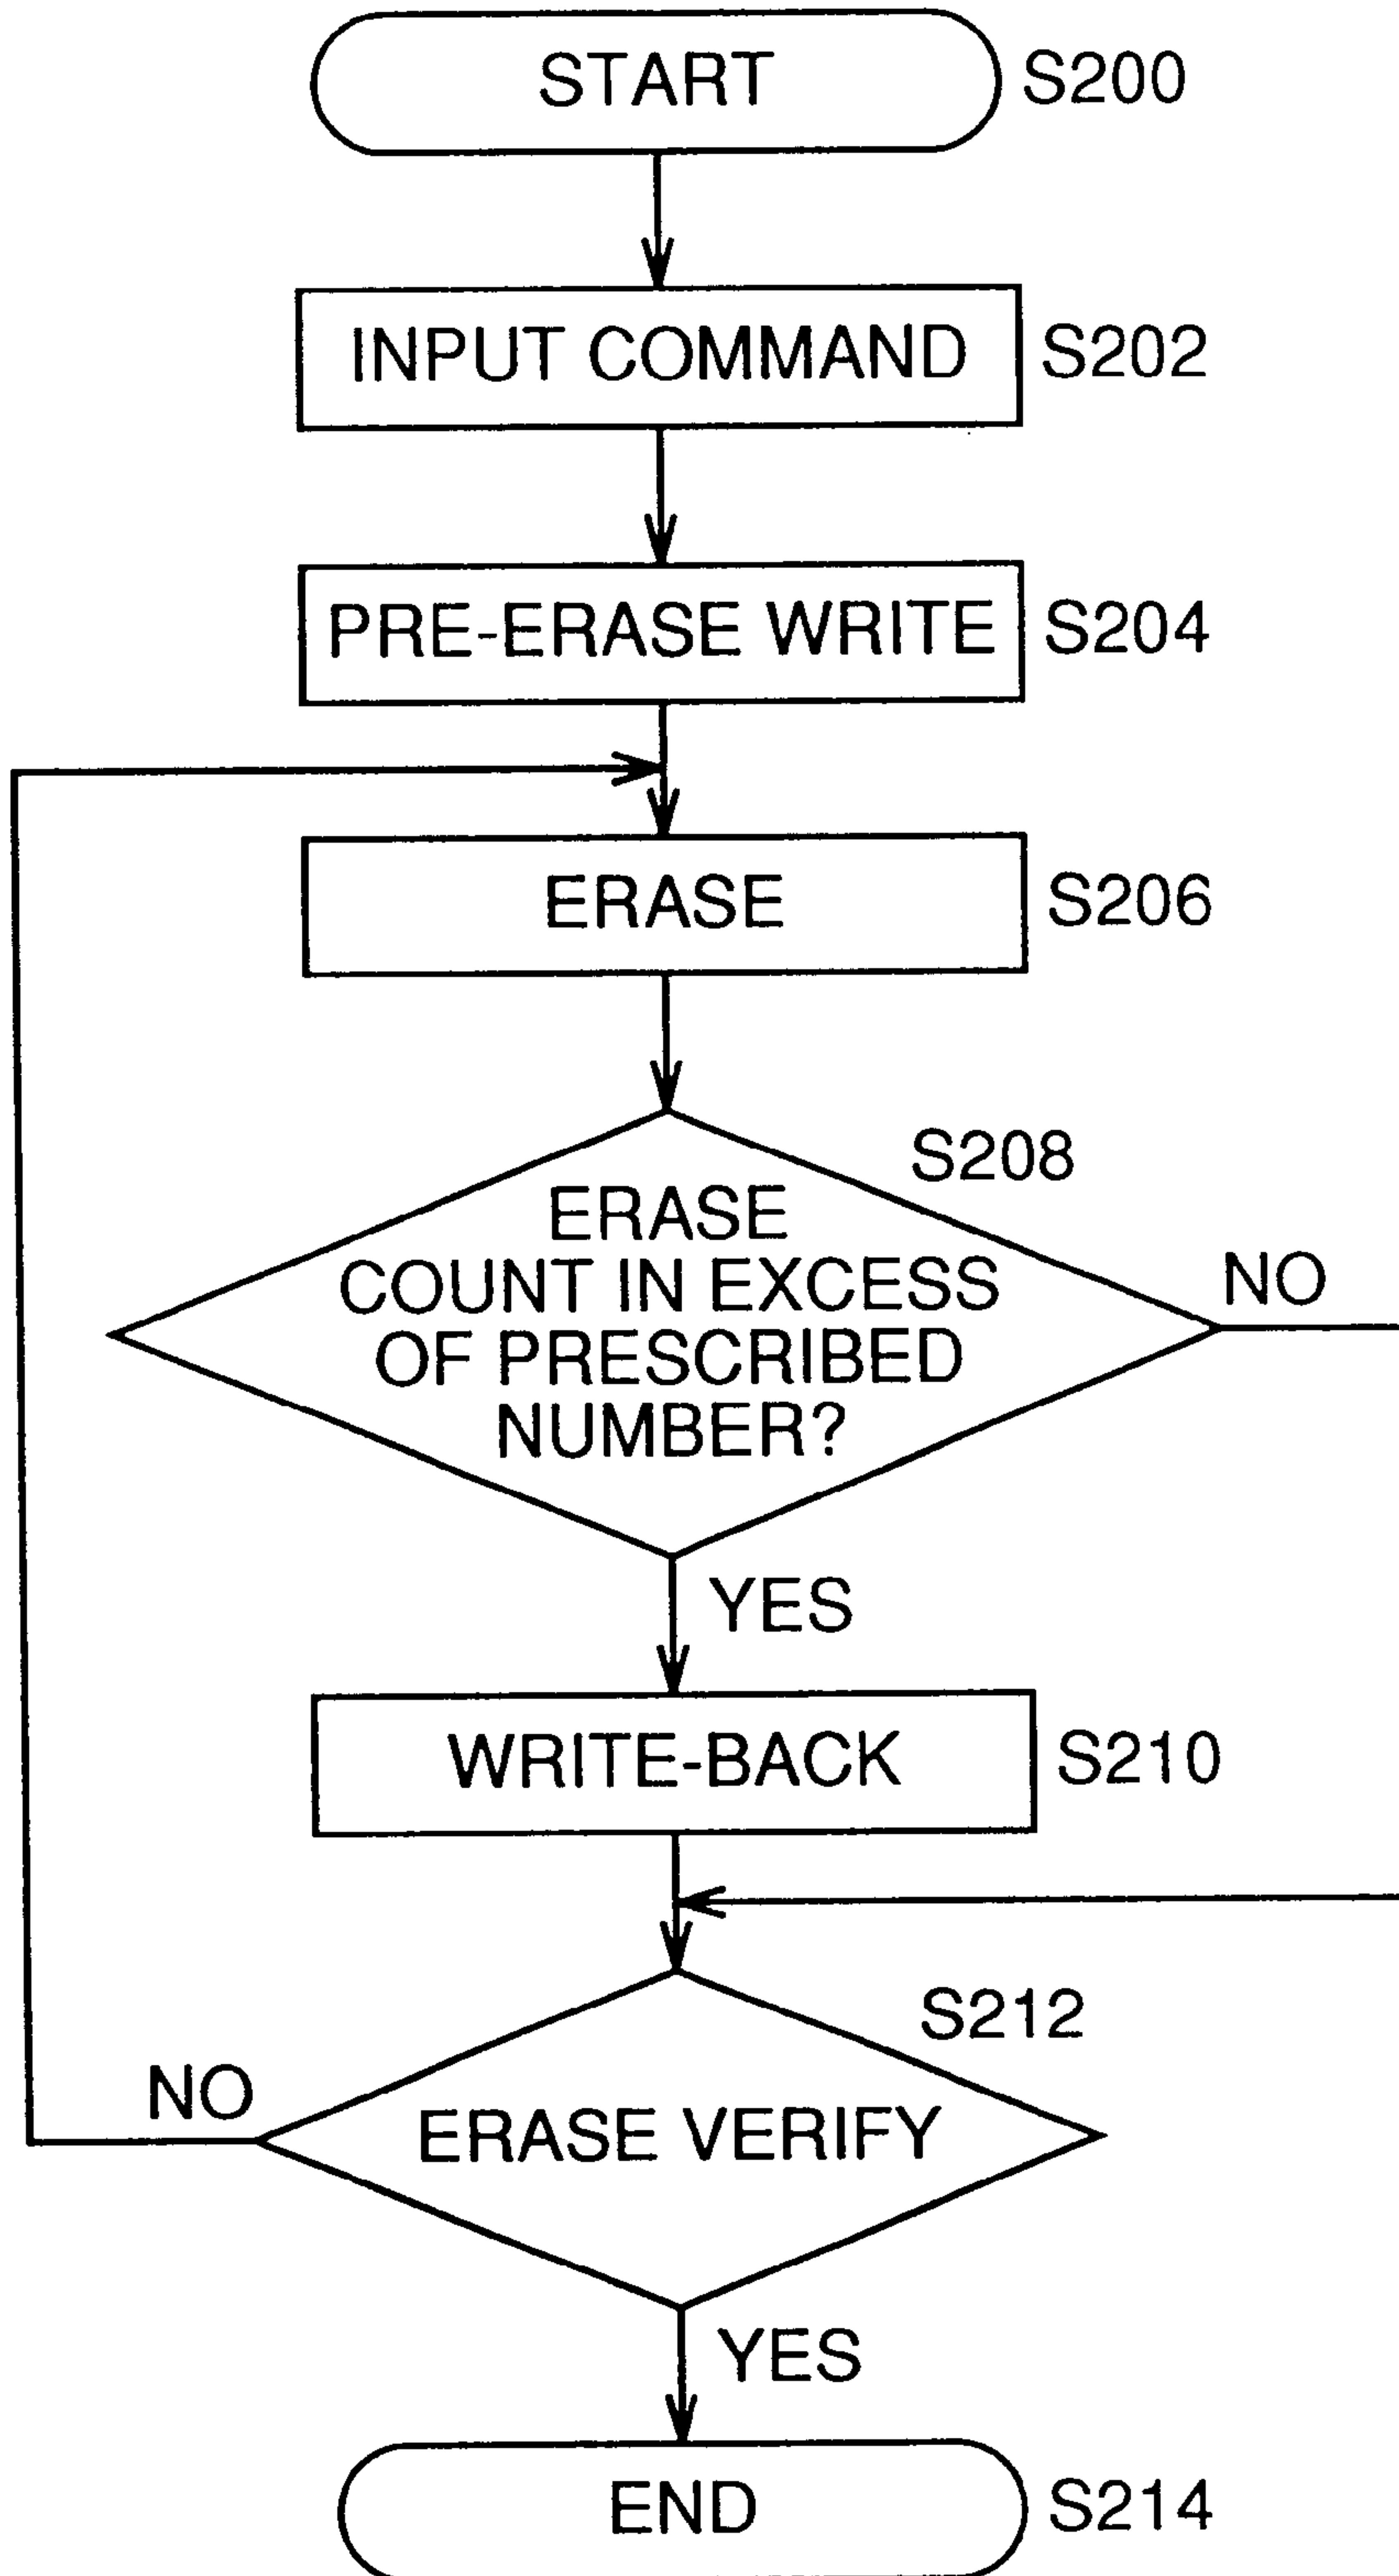 START S200
INPUT COMMAND S202
PRE-ERASE WRITE S204
ERASE S206
S208
ERASE
COUNT IN EXCESS
OF PRESCRIBED
NUMBER?
NO
YES
WRITE-BACK S210
S212
NO
ERASE VERIFY
YES
END S214